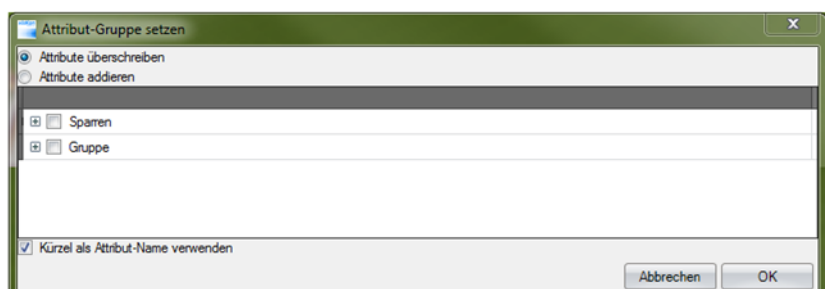 Attribut-Gruppe setzen
Attribute überschreiben
Attribute addieren
Sparren
Gruppe
Kürzel als Attribut-Name verwenden
Abbrechen OK